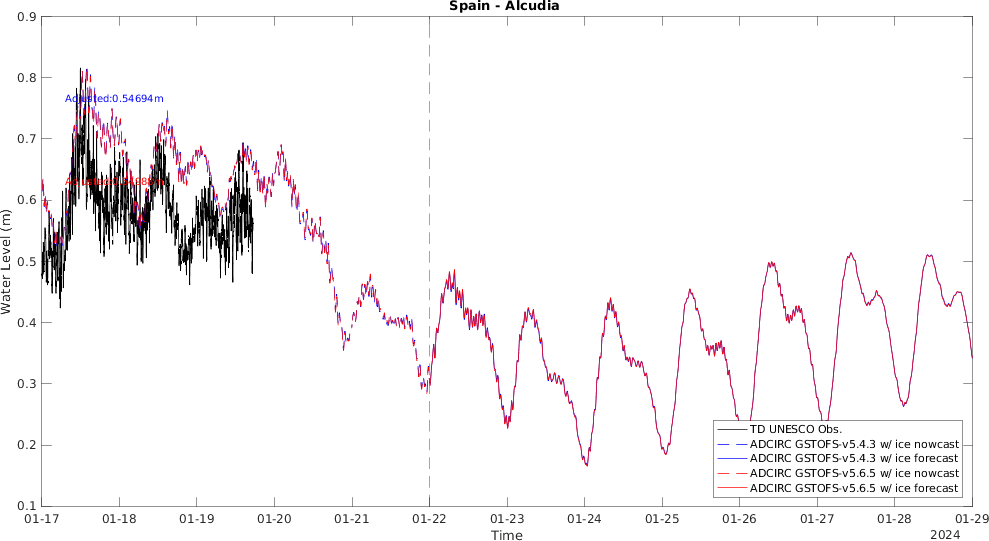 Spain - Alcudia
0.9
0.8
0.7
0.6
0.5
0.4
0.3
0.2
0.1
Water Level (m)
Adjusted:0.54694m
TD UNESCO Obs.
ADCIRC GSTOFS-v5.4.3 w/ ice nowcast
ADCIRC GSTOFS-v5.4.3 w/ ice forecast
ADCIRC GSTOFS-v5.6.5 w/ ice nowcast
ADCIRC GSTOFS-v5.6.5 w/ ice forecast
01-17 01-18 01-19 01-20 01-21 01-22 01-23 01-24 01-25 01-26 01-27 01-28 01-29
Time
2024